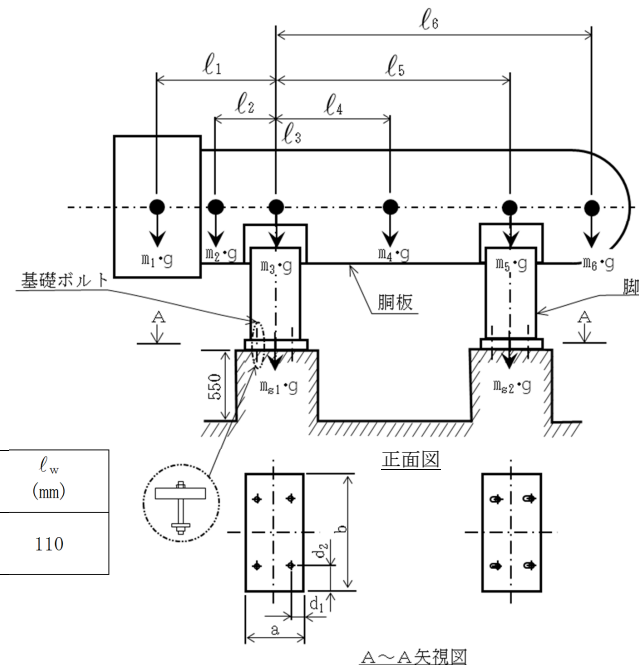 ℓ₆
ℓ₁
ℓ₅
ℓ₂
ℓ₄
ℓ₃
m₁・g
m₂・g
m₃・g
m₄・g
m₅・g
m₆・g
基礎ボルト
胴板
脚
A
A
550
mₛ₁・g
mₛ₂・g
正面図
ℓw
(mm)
110
b
d₂
d₁
a
A～A矢視図